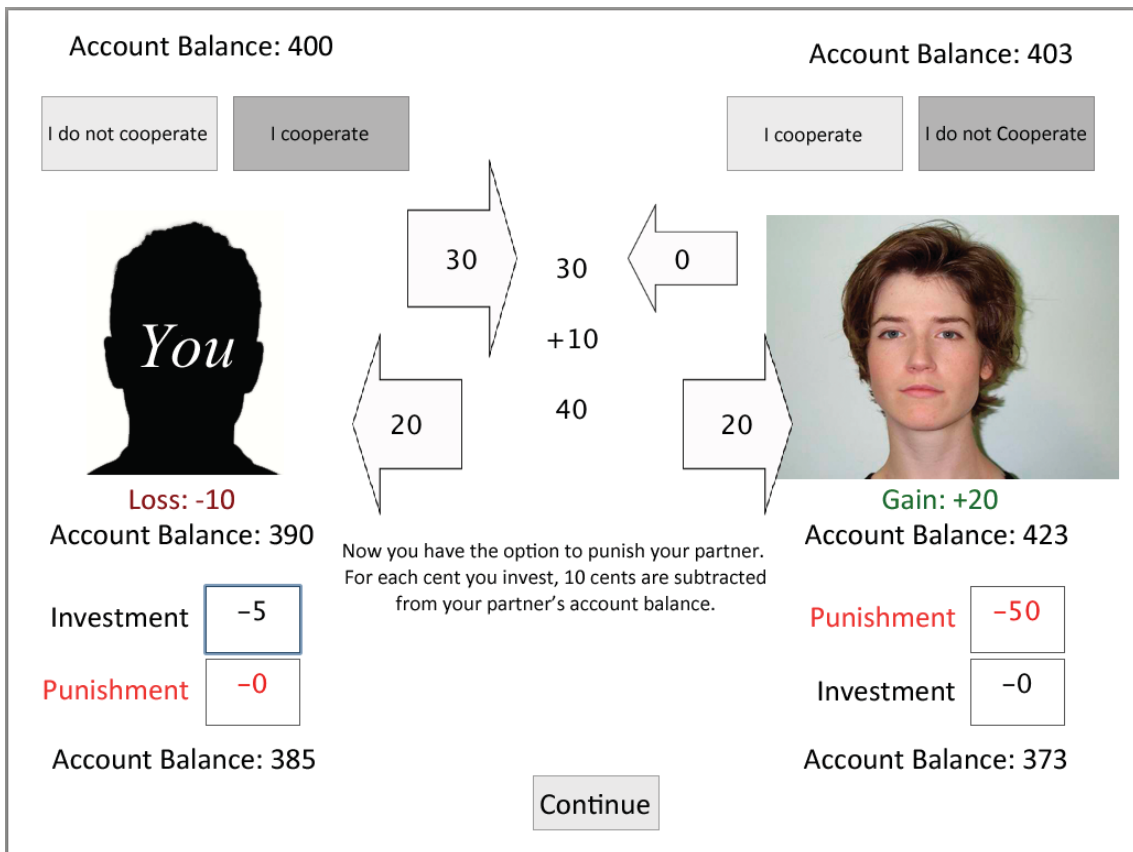 Account Balance: 400
Account Balance: 403
I do not cooperate
I cooperate
I cooperate
I do not Cooperate
30
0
30
+10
40
You
20
20
Loss: -10
Account Balance: 390
Gain: +20
Account Balance: 423
Now you have the option to punish your partner.
For each cent you invest, 10 cents are subtracted
from your partner’s account balance.
Investment
-5
Punishment
-0
Account Balance: 385
Punishment
-50
Investment
-0
Account Balance: 373
Continue